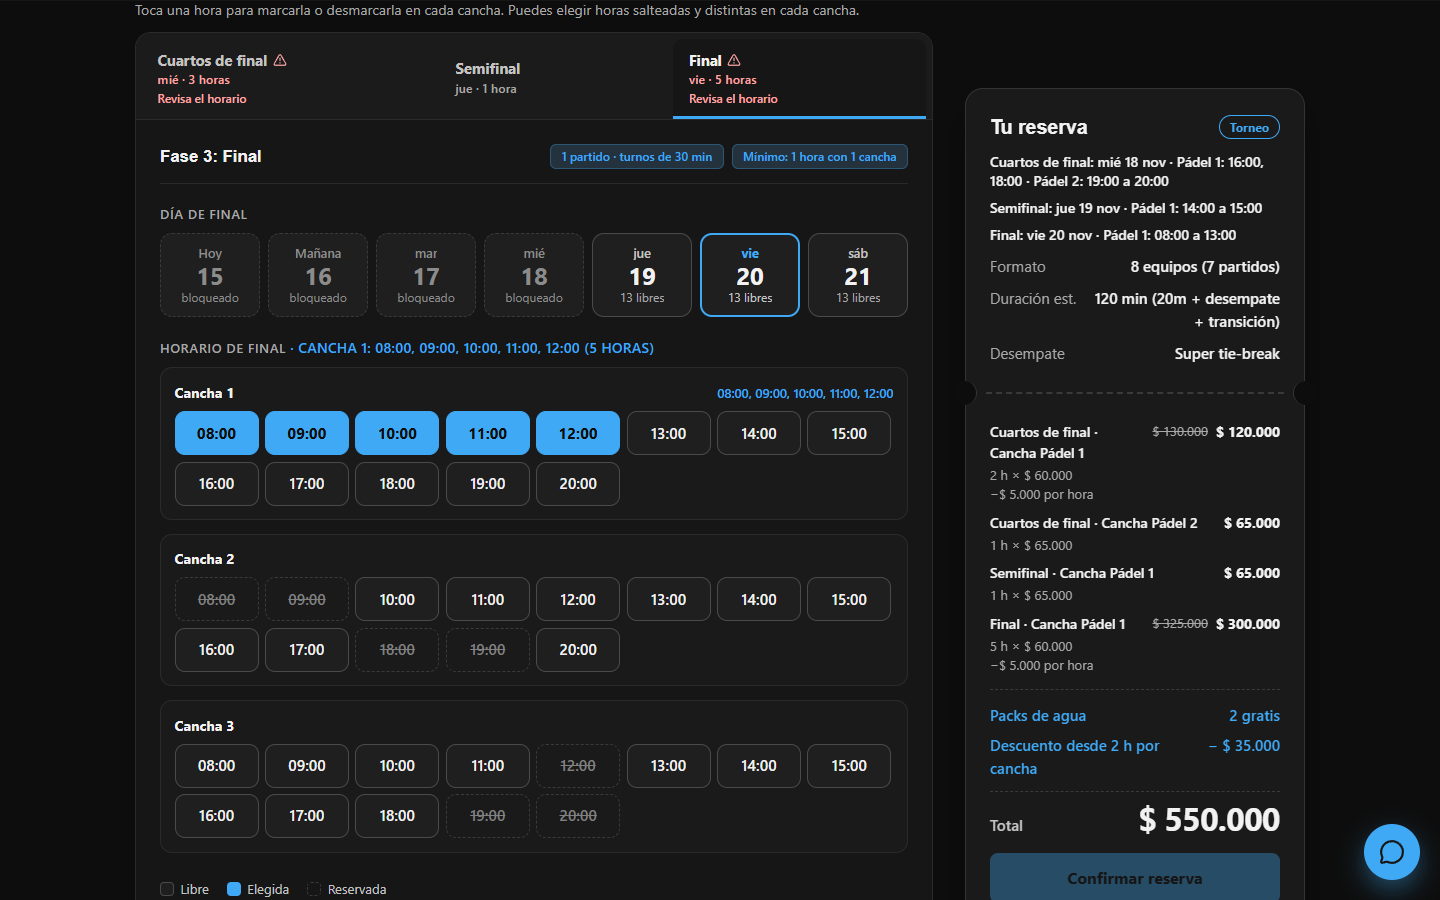 Toca una hora para marcarla o desmarcarla en cada cancha. Puedes elegir horas salteadas y distintas en cada cancha.
Cuartos de final
mié · 3 horas
Revisa el horario
Semifinal
jue · 1 hora
Final
vie · 5 horas
Revisa el horario
Fase 3: Final
1 partido · turnos de 30 min
Mínimo: 1 hora con 1 cancha
DÍA DE FINAL
Hoy
15
bloqueado
Mañana
16
bloqueado
mar
17
bloqueado
mié
18
bloqueado
jue
19
13 libres
vie
20
13 libres
sáb
21
13 libres
HORARIO DE FINAL · CANCHA 1: 08:00, 09:00, 10:00, 11:00, 12:00 (5 HORAS)
Cancha 1
08:00, 09:00, 10:00, 11:00, 12:00
08:00 09:00 10:00 11:00 12:00 13:00 14:00 15:00
16:00 17:00 18:00 19:00 20:00
Cancha 2
08:00 09:00 10:00 11:00 12:00 13:00 14:00 15:00
16:00 17:00 18:00 19:00 20:00
Cancha 3
08:00 09:00 10:00 11:00 12:00 13:00 14:00 15:00
16:00 17:00 18:00 19:00 20:00
Libre Elegida Reservada
Tu reserva
Torneo
Cuartos de final: mié 18 nov · Pádel 1: 16:00,
18:00 · Pádel 2: 19:00 a 20:00
Semifinal: jue 19 nov · Pádel 1: 14:00 a 15:00
Final: vie 20 nov · Pádel 1: 08:00 a 13:00
Formato 8 equipos (7 partidos)
Duración est. 120 min (20m + desempate
+ transición)
Desempate Super tie-break
Cuartos de final · $ 130.000 $ 120.000
Cancha Pádel 1
2 h × $ 60.000
−$ 5.000 por hora
Cuartos de final · Cancha Pádel 2 $ 65.000
1 h × $ 65.000
Semifinal · Cancha Pádel 1 $ 65.000
1 h × $ 65.000
Final · Cancha Pádel 1 $ 325.000 $ 300.000
5 h × $ 60.000
−$ 5.000 por hora
Packs de agua 2 gratis
Descuento desde 2 h por − $ 35.000
cancha
Total $ 550.000
Confirmar reserva